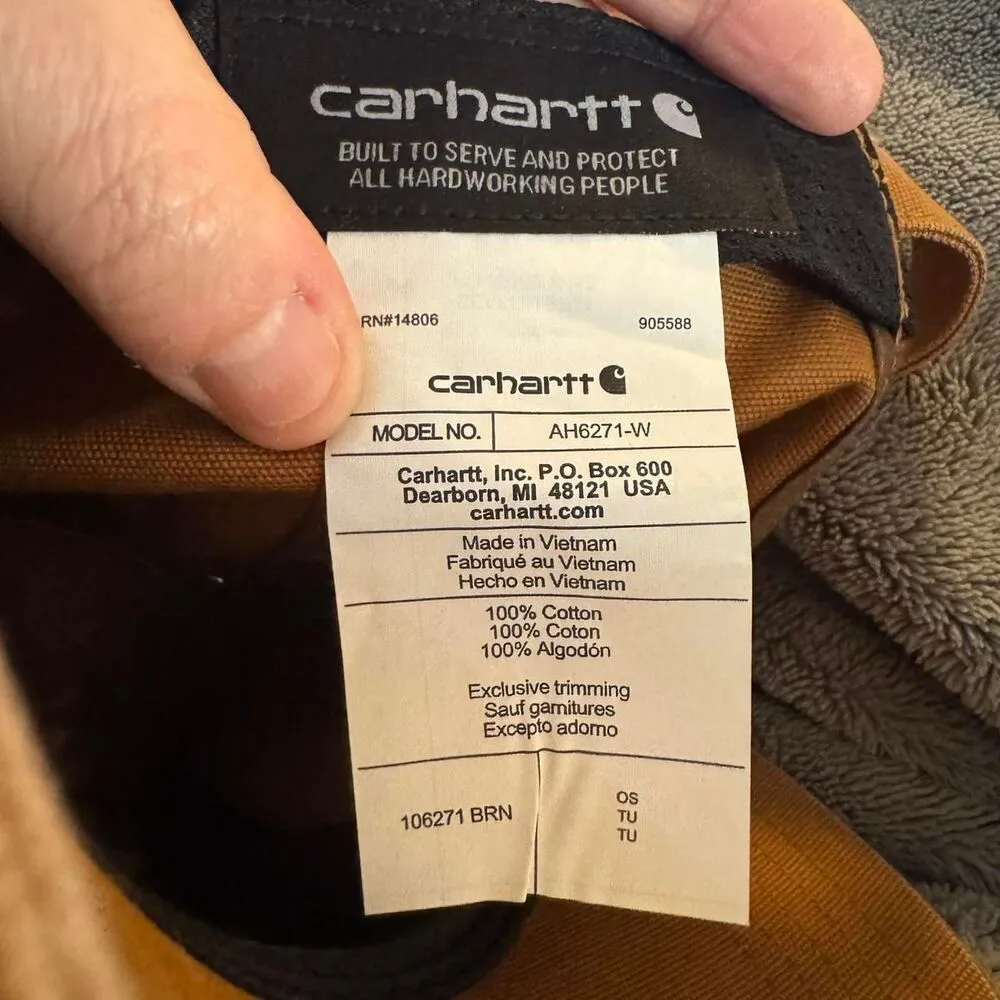 carhartt
BUILT TO SERVE AND PROTECT
ALL HARDWORKING PEOPLE
RN#14806 905588
carhartt
MODEL NO. AH6271-W
Carhartt, Inc. P.O. Box 600
Dearborn, MI 48121 USA
carhartt.com
Made in Vietnam
Fabriqué au Vietnam
Hecho en Vietnam
100% Cotton
100% Coton
100% Algodón
Exclusive trimming
Sauf garnitures
Excepto adorno
106271 BRN
OS
TU
TU